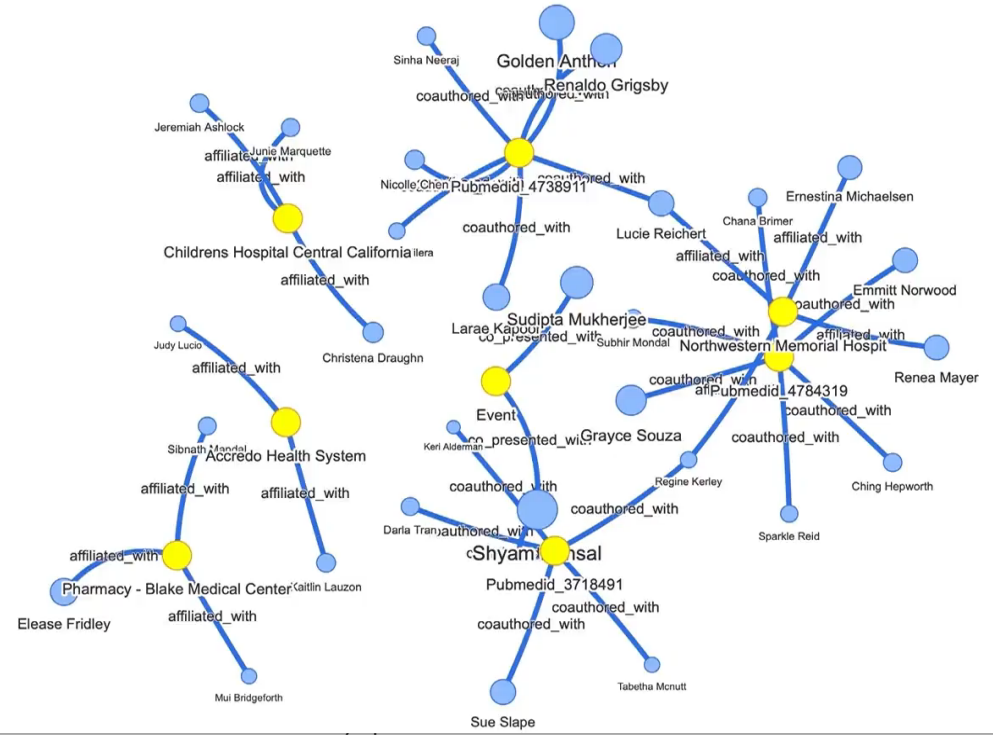 Sinha Neeraj
Golden Anthon
Renaldo Grigsby
coauthored_with
Jeremiah Ashlock
Junie Marquette
affiliated_with
affiliated_with
Nicolle Chen
Pubmedid_4738911
coauthored_with
Ernestina Michaelsen
Chana Brimer
Lucie Reichert
coauthored_with
affiliated_with
Childrens Hospital Central California
ilera
affiliated_with
coauthored_with
affiliated_with
Emmitt Norwood
coauthored_with
Sudipta Mukherjee
Larae Kapoor
co_presented_with
Subhir Mondal
coauthored_with
affiliated_with
Northwestern Memorial Hospit
Judy Lucio
Christena Draughn
affiliated_with
Renea Mayer
coauthored_with
Pubmedid_4784319
coauthored_with
Event
Grayce Souza
coauthored_with
co_presented_with
Keri Alderman
Sibnath Mandal
Accredo Health System
Regine Kerley
Ching Hepworth
coauthored_with
affiliated_with
affiliated_with
coauthored_with
Darla Tran
coauthored_with
Sparkle Reid
affiliated_with
Pubmedid_3718491
Pharmacy - Blake Medical Center
Kaitlin Lauzon
coauthored_with
affiliated_with
Elease Fridley
coauthored_with
Tabetha Mcnutt
Mui Bridgeforth
Sue Slape